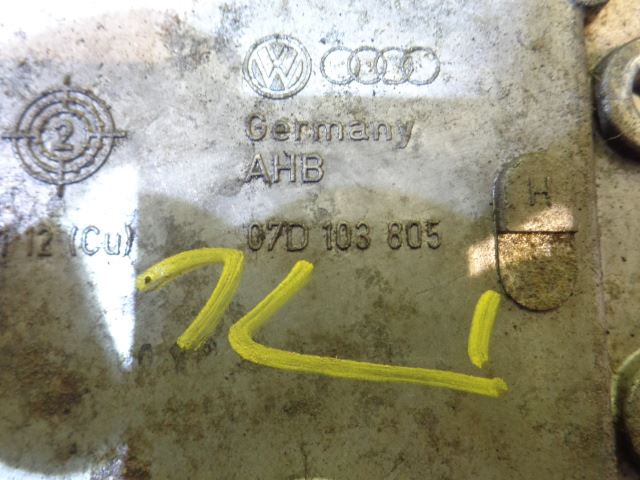 2
Germany
AHB
H
12 (Cu)
07D 103 805